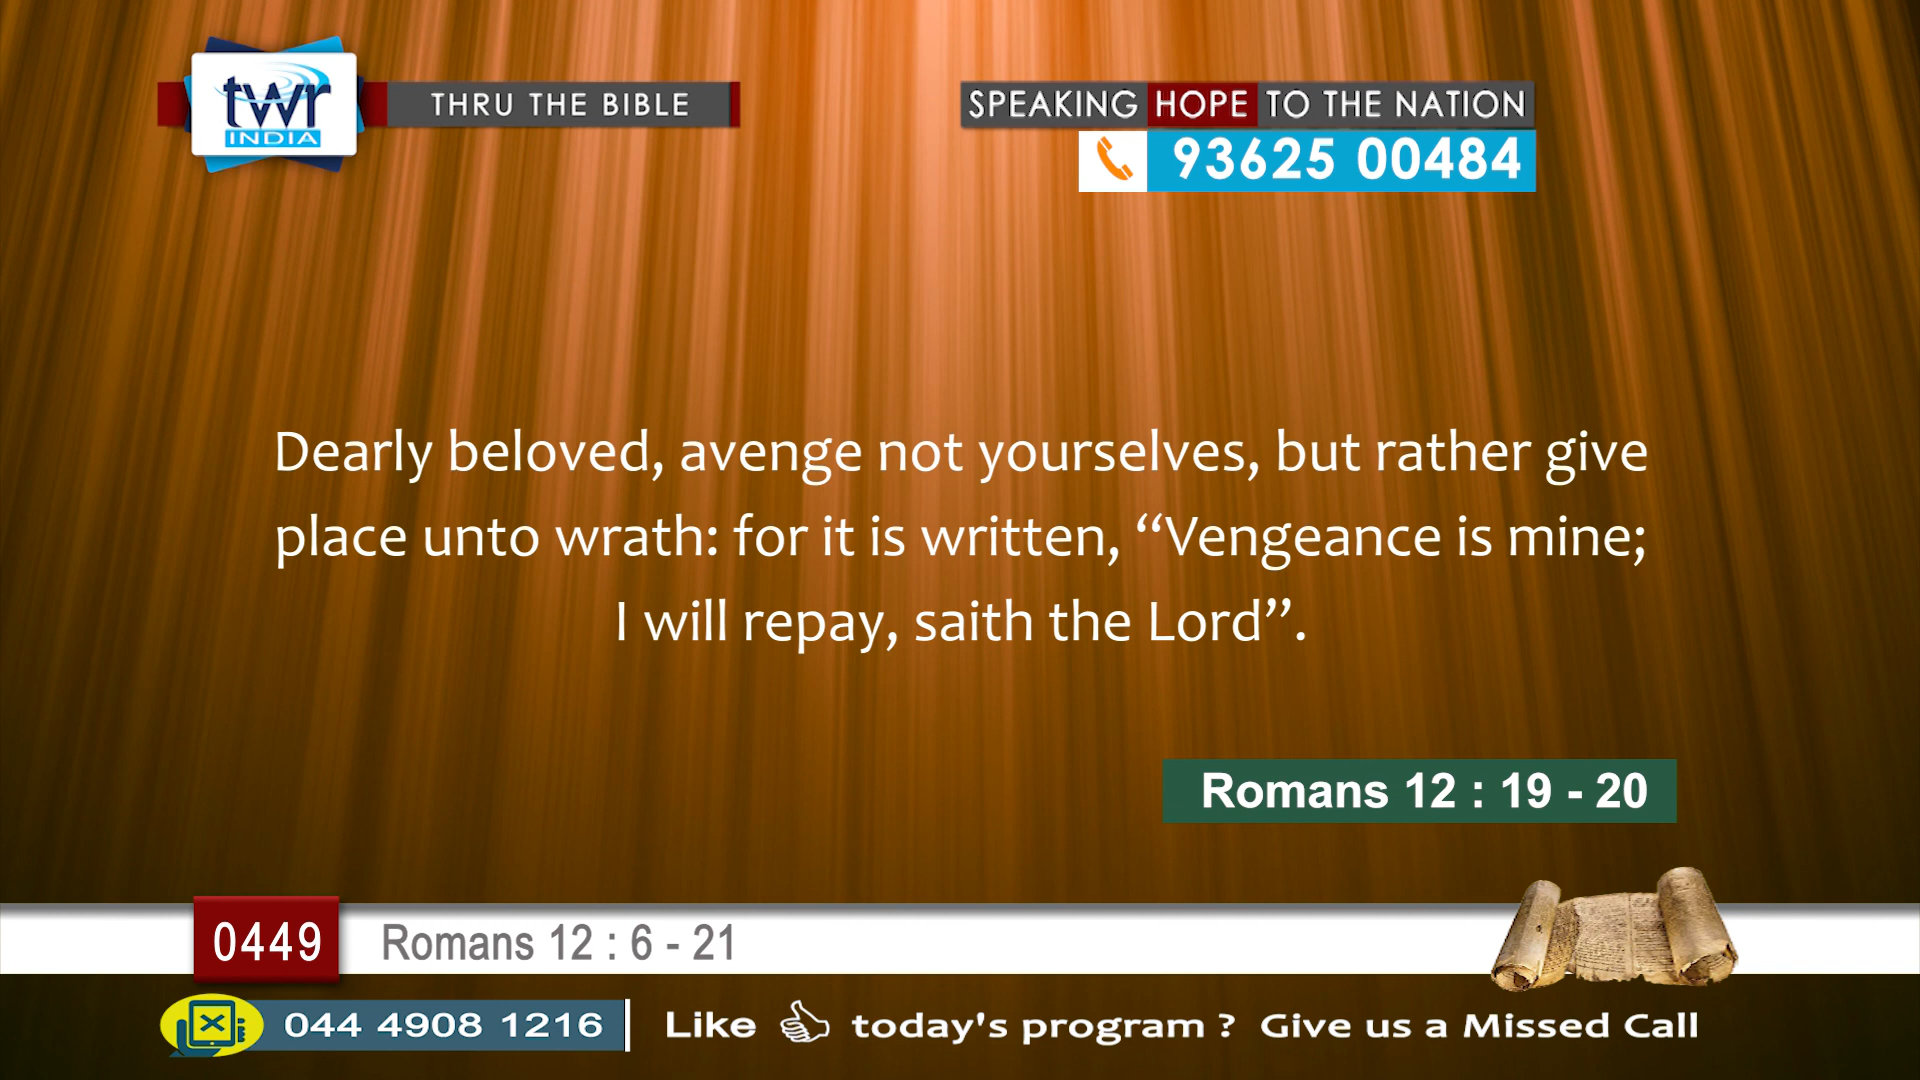 twr
INDIA
THRU THE BIBLE
SPEAKING HOPE TO THE NATION
93625 00484
Dearly beloved, avenge not yourselves, but rather give
place unto wrath: for it is written, “Vengeance is mine;
I will repay, saith the Lord”.
Romans 12 : 19 - 20
0449
Romans 12 : 6 - 21
044 4908 1216
Like today's program ? Give us a Missed Call